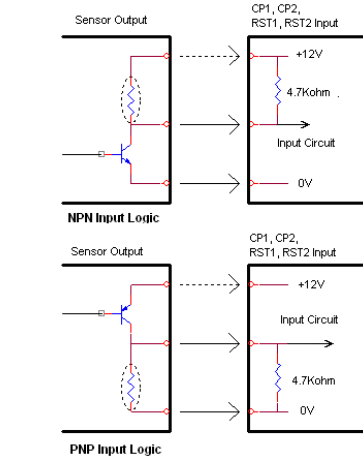 Sensor Output
CP1, CP2,
RST1, RST2 Input
+12V
4.7Kohm .
Input Circuit
0V
NPN Input Logic
Sensor Output
CP1, CP2,
RST1, RST2 Input
+12V
Input Circuit
4.7Kohm
0V
PNP Input Logic